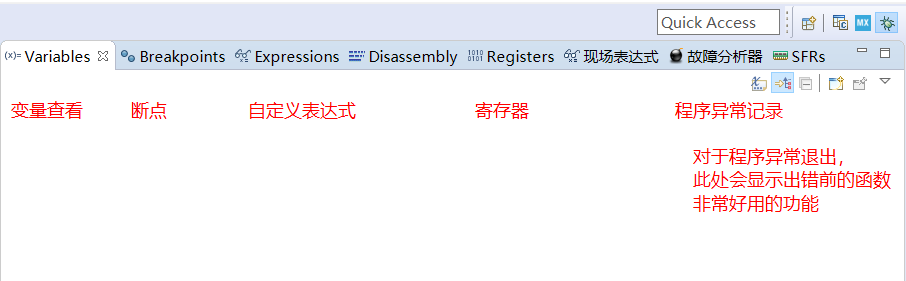 Quick Access
C
MX
(x)= Variables
Breakpoints
Expressions
Disassembly
1010
0101 Registers
现场表达式
故障分析器
SFRs
变量查看
断点
自定义表达式
寄存器
程序异常记录
对于程序异常退出，
此处会显示出错前的函数
非常好用的功能